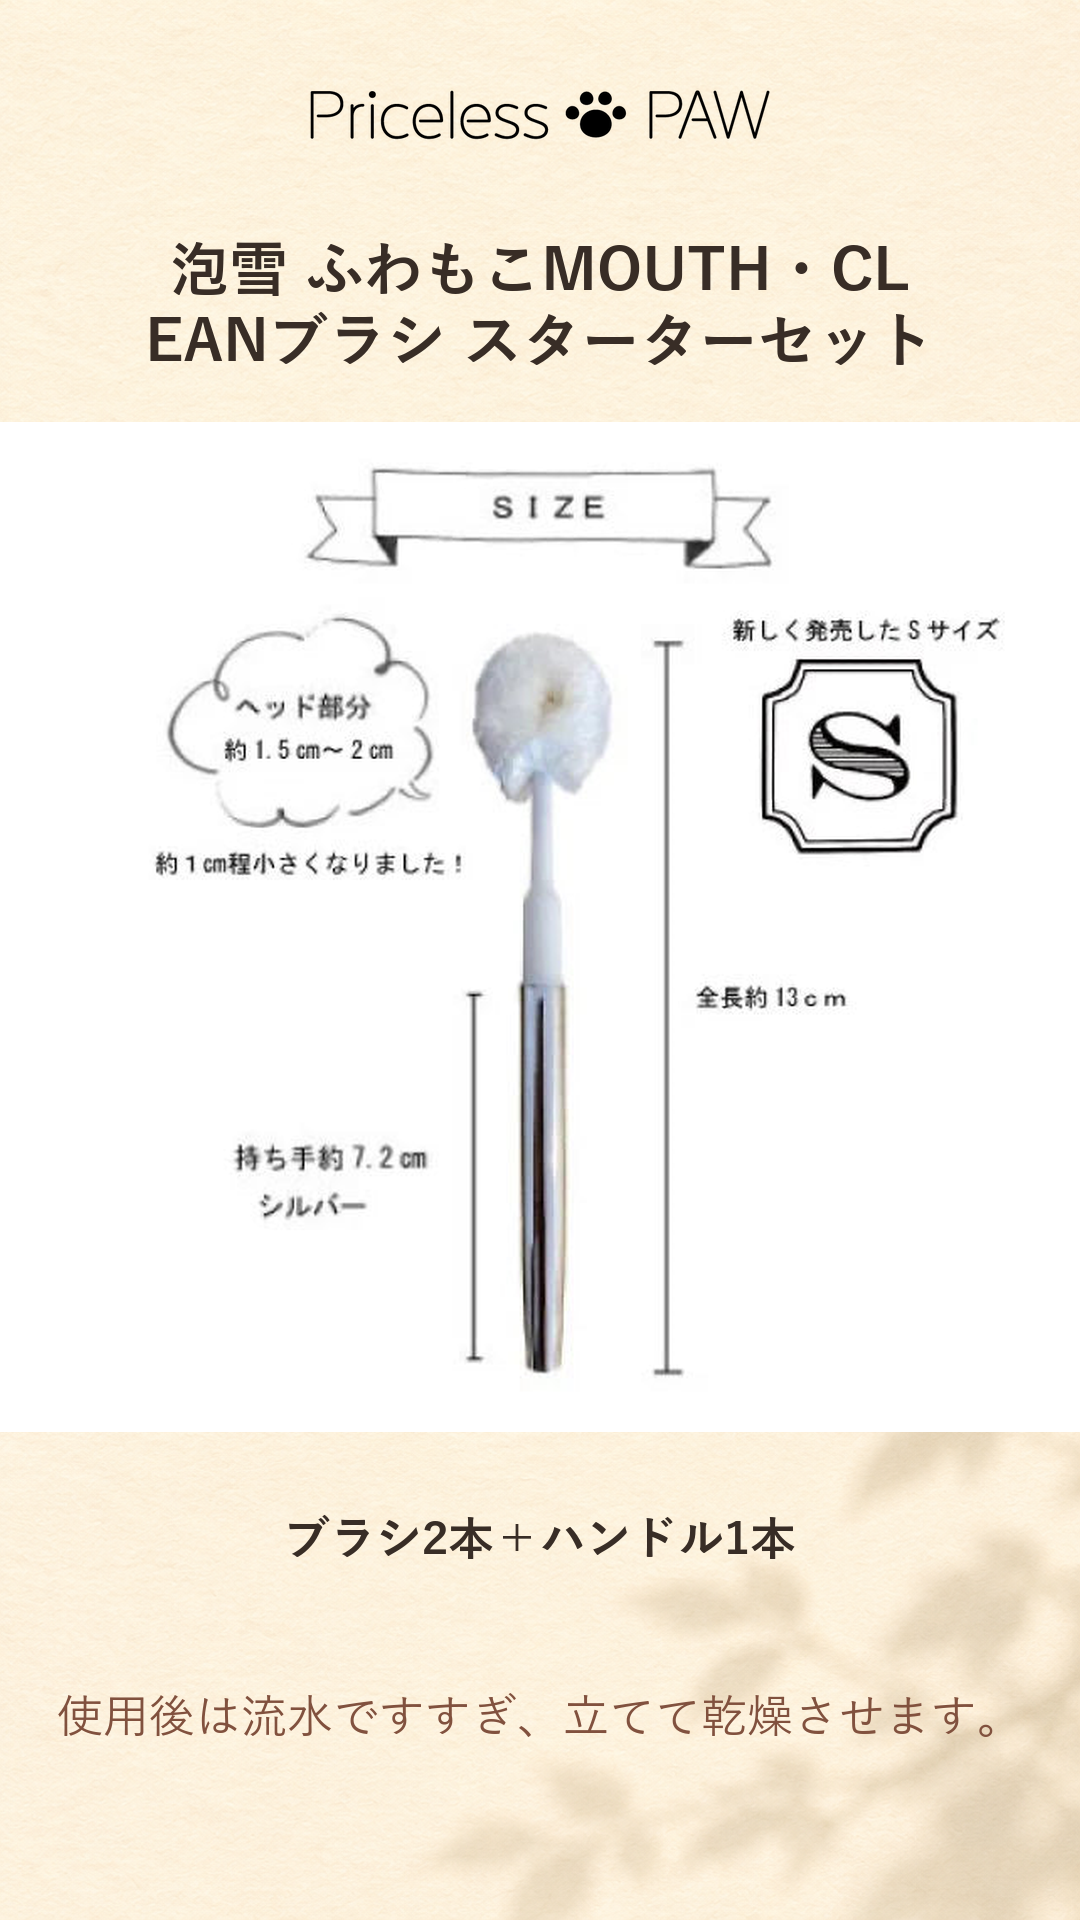 Priceless PAW
泡雪 ふわもこMOUTH・CL
EANブラシ スターターセット
SIZE
新しく発売したSサイズ
S
ヘッド部分
約1.5㎝～2㎝
約1㎝程小さくなりました！
全長約13ｃｍ
持ち手約7.2㎝
シルバー
ブラシ2本＋ハンドル1本
使用後は流水ですすぎ、立てて乾燥させます。